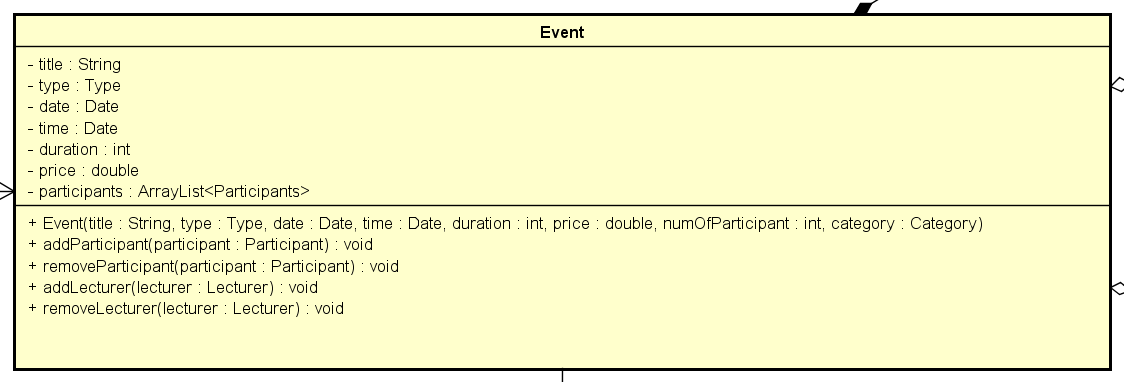 Event
- title : String
- type : Type
- date : Date
- time : Date
- duration : int
- price : double
- participants : ArrayList<Participants>
+ Event(title : String, type : Type, date : Date, time : Date, duration : int, price : double, numOfParticipant : int, category : Category)
+ addParticipant(participant : Participant) : void
+ removeParticipant(participant : Participant) : void
+ addLecturer(lecturer : Lecturer) : void
+ removeLecturer(lecturer : Lecturer) : void